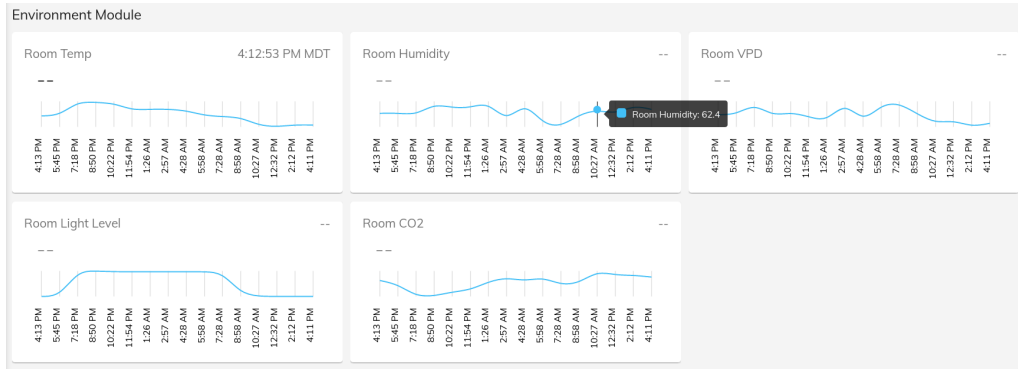 Environment Module
Room Temp 4:12:53 PM MDT
--
4:13 PM 5:45 PM 7:18 PM 8:50 PM 10:22 PM 11:54 PM 1:26 AM 2:57 AM 4:28 AM 5:58 AM 7:28 AM 8:58 AM 10:27 AM 12:32 PM 2:12 PM 4:11 PM
Room Humidity --
--
Room Humidity: 62.4
4:13 PM 5:45 PM 7:18 PM 8:50 PM 10:22 PM 11:54 PM 1:26 AM 2:57 AM 4:28 AM 5:58 AM 7:28 AM 8:58 AM 10:27 AM 12:32 PM 2:12 PM 4:11 PM
Room VPD --
--
4:13 PM 5:45 PM 7:18 PM 8:50 PM 10:22 PM 11:54 PM 1:26 AM 2:57 AM 4:28 AM 5:58 AM 7:28 AM 8:58 AM 10:27 AM 12:32 PM 2:12 PM 4:11 PM
Room Light Level --
--
4:13 PM 5:45 PM 7:18 PM 8:50 PM 10:22 PM 11:54 PM 1:26 AM 2:57 AM 4:28 AM 5:58 AM 7:28 AM 8:58 AM 10:27 AM 12:32 PM 2:12 PM 4:11 PM
Room CO2 --
--
4:13 PM 5:45 PM 7:18 PM 8:50 PM 10:22 PM 11:54 PM 1:26 AM 2:57 AM 4:28 AM 5:58 AM 7:28 AM 8:58 AM 10:27 AM 12:32 PM 2:12 PM 4:11 PM